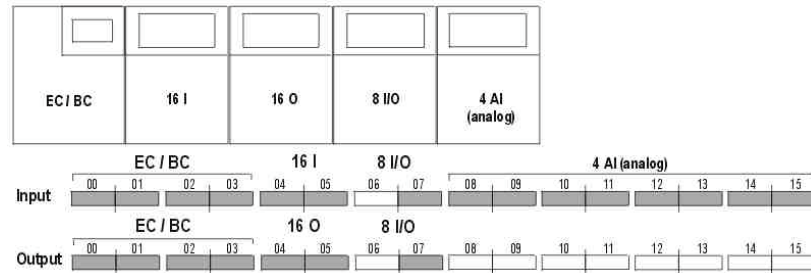 EC / BC 16 I 16 O 8 I/O 4 AI
(analog)
EC / BC 16 I 8 I/O 4 AI (analog)
00 01 02 03 04 05 06 07 08 09 10 11 12 13 14 15
Input
EC / BC 16 O 8 I/O
00 01 02 03 04 05 06 07 08 09 10 11 12 13 14 15
Output